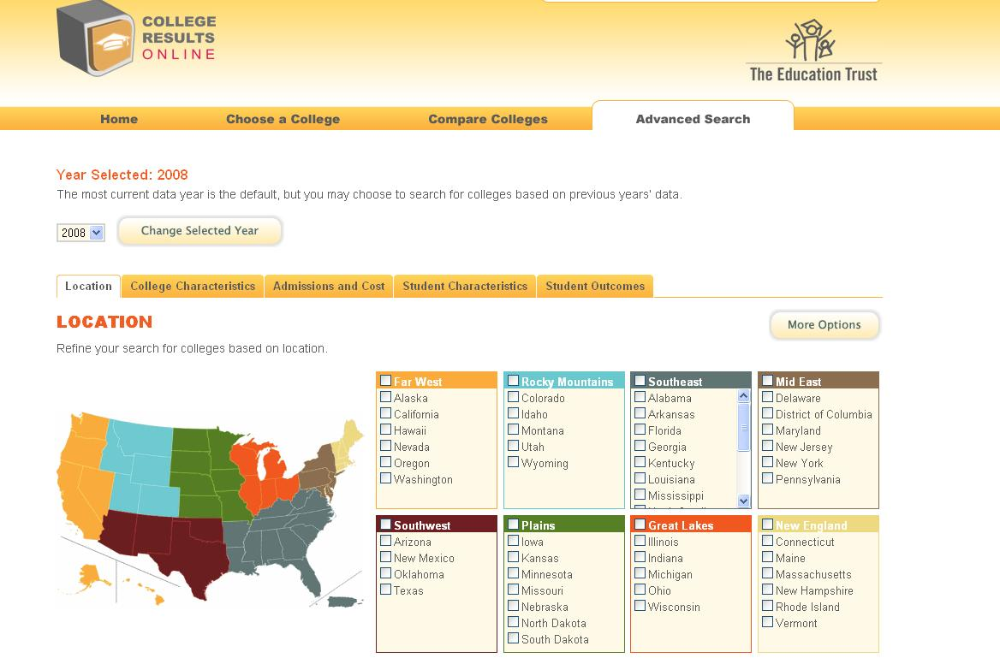 COLLEGE
RESULTS
ONLINE
The Education Trust
Home
Choose a College
Compare Colleges
Advanced Search
Year Selected: 2008
The most current data year is the default, but you may choose to search for colleges based on previous years' data.
2008
Change Selected Year
Location
College Characteristics
Admissions and Cost
Student Characteristics
Student Outcomes
LOCATION
More Options
Refine your search for colleges based on location.
Far West
Alaska
California
Hawaii
Nevada
Oregon
Washington
Rocky Mountains
Colorado
Idaho
Montana
Utah
Wyoming
Southeast
Alabama
Arkansas
Florida
Georgia
Kentucky
Louisiana
Mississippi
Mid East
Delaware
District of Columbia
Maryland
New Jersey
New York
Pennsylvania
Southwest
Arizona
New Mexico
Oklahoma
Texas
Plains
Iowa
Kansas
Minnesota
Missouri
Nebraska
North Dakota
South Dakota
Great Lakes
Illinois
Indiana
Michigan
Ohio
Wisconsin
New England
Connecticut
Maine
Massachusetts
New Hampshire
Rhode Island
Vermont